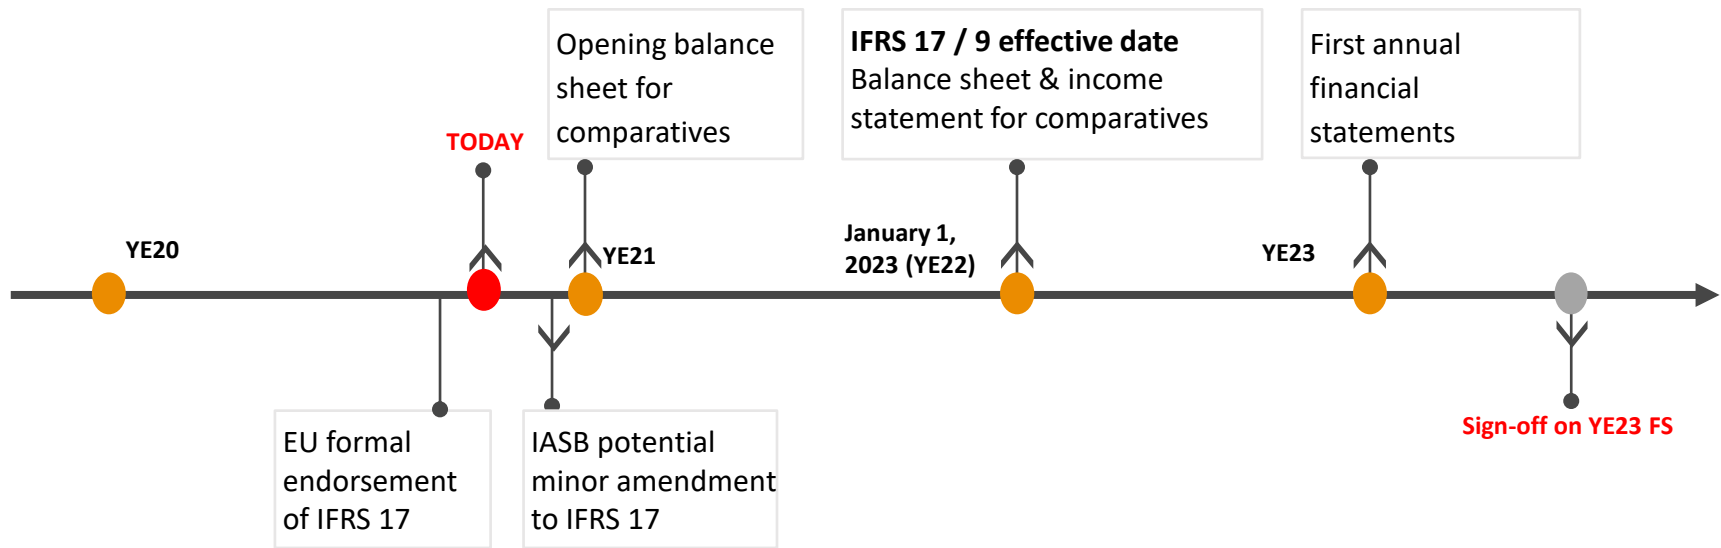 Opening balance
sheet for
comparatives
IFRS 17 / 9 effective date
Balance sheet & income
statement for comparatives
First annual
financial
statements
TODAY
YE20
YE21
January 1,
2023 (YE22)
YE23
EU formal
endorsement
of IFRS 17
IASB potential
minor amendment
to IFRS 17
Sign-off on YE23 FS